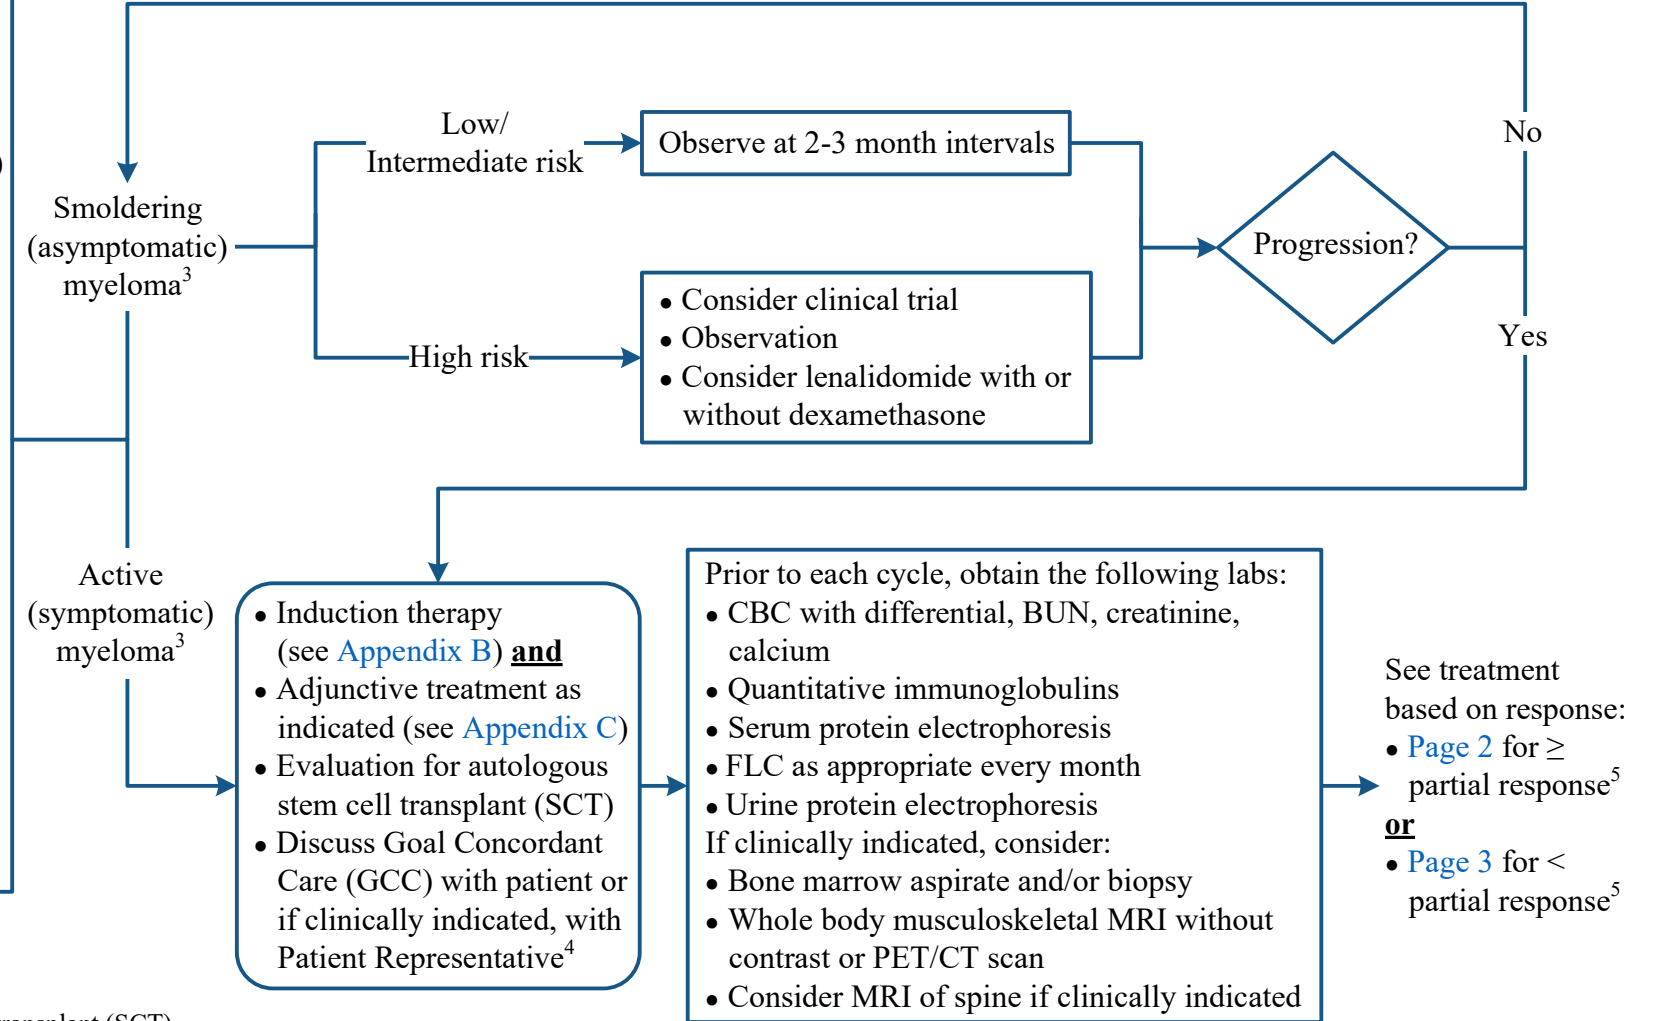 )
Smoldering
(asymptomatic)
myeloma3
Low/
Intermediate risk
High risk
Observe at 2-3 month intervals
● Consider clinical trial
● Observation
● Consider lenalidomide with or
without dexamethasone
Progression?
No
Yes
Active
(symptomatic)
myeloma3
● Induction therapy
(see Appendix B) and
● Adjunctive treatment as
indicated (see Appendix C)
● Evaluation for autologous
stem cell transplant (SCT)
● Discuss Goal Concordant
Care (GCC) with patient or
if clinically indicated, with
Patient Representative4
Prior to each cycle, obtain the following labs:
● CBC with differential, BUN, creatinine,
calcium
● Quantitative immunoglobulins
● Serum protein electrophoresis
● FLC as appropriate every month
● Urine protein electrophoresis
If clinically indicated, consider:
● Bone marrow aspirate and/or biopsy
● Whole body musculoskeletal MRI without
contrast or PET/CT scan
● Consider MRI of spine if clinically indicated
See treatment
based on response:
● Page 2 for ≥
partial response5
or
● Page 3 for <
partial response5
(SCT)